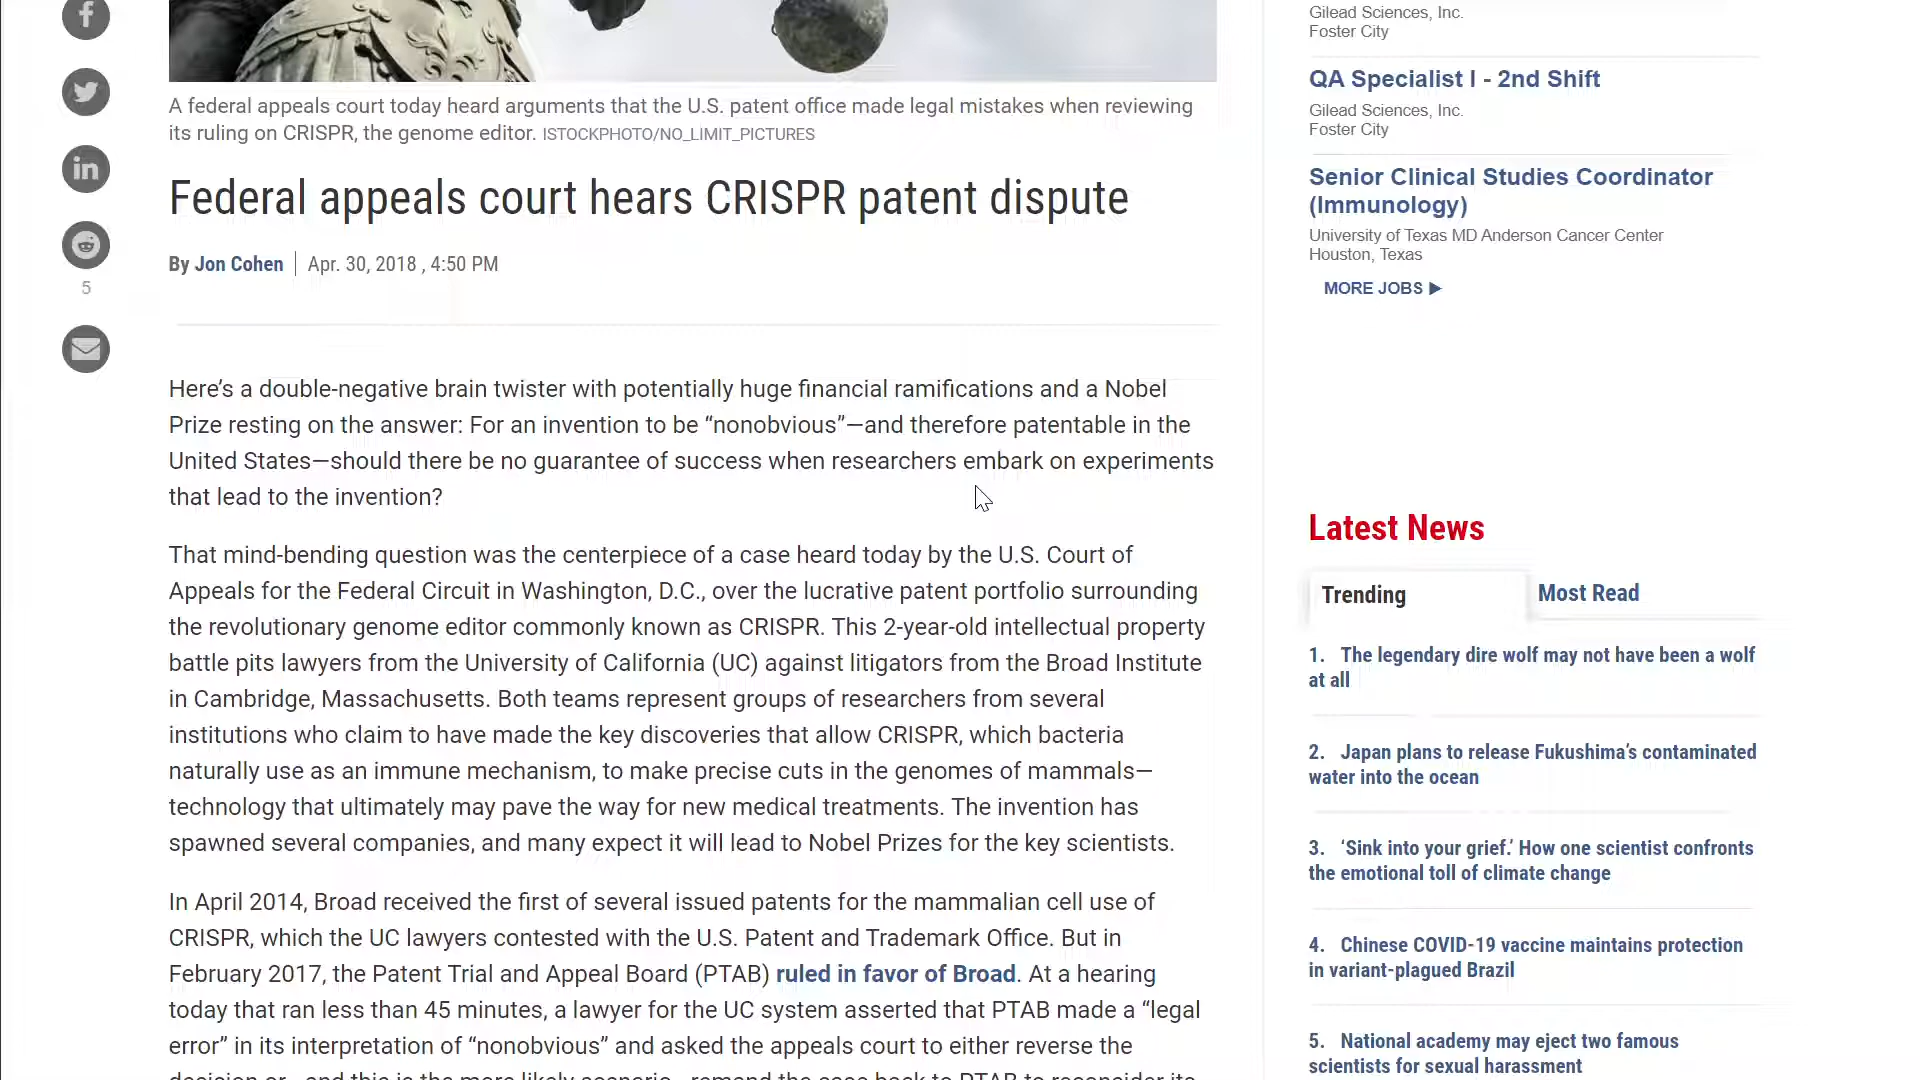 A federal appeals court today heard arguments that the U.S. patent office made legal mistakes when reviewing
its ruling on CRISPR, the genome editor. ISTOCKPHOTO/NO_LIMIT_PICTURES
Federal appeals court hears CRISPR patent dispute
By Jon Cohen | Apr. 30, 2018 , 4:50 PM
5
Here’s a double-negative brain twister with potentially huge financial ramifications and a Nobel
Prize resting on the answer: For an invention to be “nonobvious”—and therefore patentable in the
United States—should there be no guarantee of success when researchers embark on experiments
that lead to the invention?
That mind-bending question was the centerpiece of a case heard today by the U.S. Court of
Appeals for the Federal Circuit in Washington, D.C., over the lucrative patent portfolio surrounding
the revolutionary genome editor commonly known as CRISPR. This 2-year-old intellectual property
battle pits lawyers from the University of California (UC) against litigators from the Broad Institute
in Cambridge, Massachusetts. Both teams represent groups of researchers from several
institutions who claim to have made the key discoveries that allow CRISPR, which bacteria
naturally use as an immune mechanism, to make precise cuts in the genomes of mammals—
technology that ultimately may pave the way for new medical treatments. The invention has
spawned several companies, and many expect it will lead to Nobel Prizes for the key scientists.
In April 2014, Broad received the first of several issued patents for the mammalian cell use of
CRISPR, which the UC lawyers contested with the U.S. Patent and Trademark Office. But in
February 2017, the Patent Trial and Appeal Board (PTAB) ruled in favor of Broad. At a hearing
today that ran less than 45 minutes, a lawyer for the UC system asserted that PTAB made a “legal
error” in its interpretation of “nonobvious” and asked the appeals court to either reverse the
decision or—and this is the more likely scenario—remand the case back to PTAB to reconsider its
Gilead Sciences, Inc.
Foster City
QA Specialist I - 2nd Shift
Gilead Sciences, Inc.
Foster City
Senior Clinical Studies Coordinator
(Immunology)
University of Texas MD Anderson Cancer Center
Houston, Texas
MORE JOBS ▶
Latest News
Trending
Most Read
1. The legendary dire wolf may not have been a wolf
at all
2. Japan plans to release Fukushima’s contaminated
water into the ocean
3. ‘Sink into your grief.’ How one scientist confronts
the emotional toll of climate change
4. Chinese COVID-19 vaccine maintains protection
in variant-plagued Brazil
5. National academy may eject two famous
scientists for sexual harassment